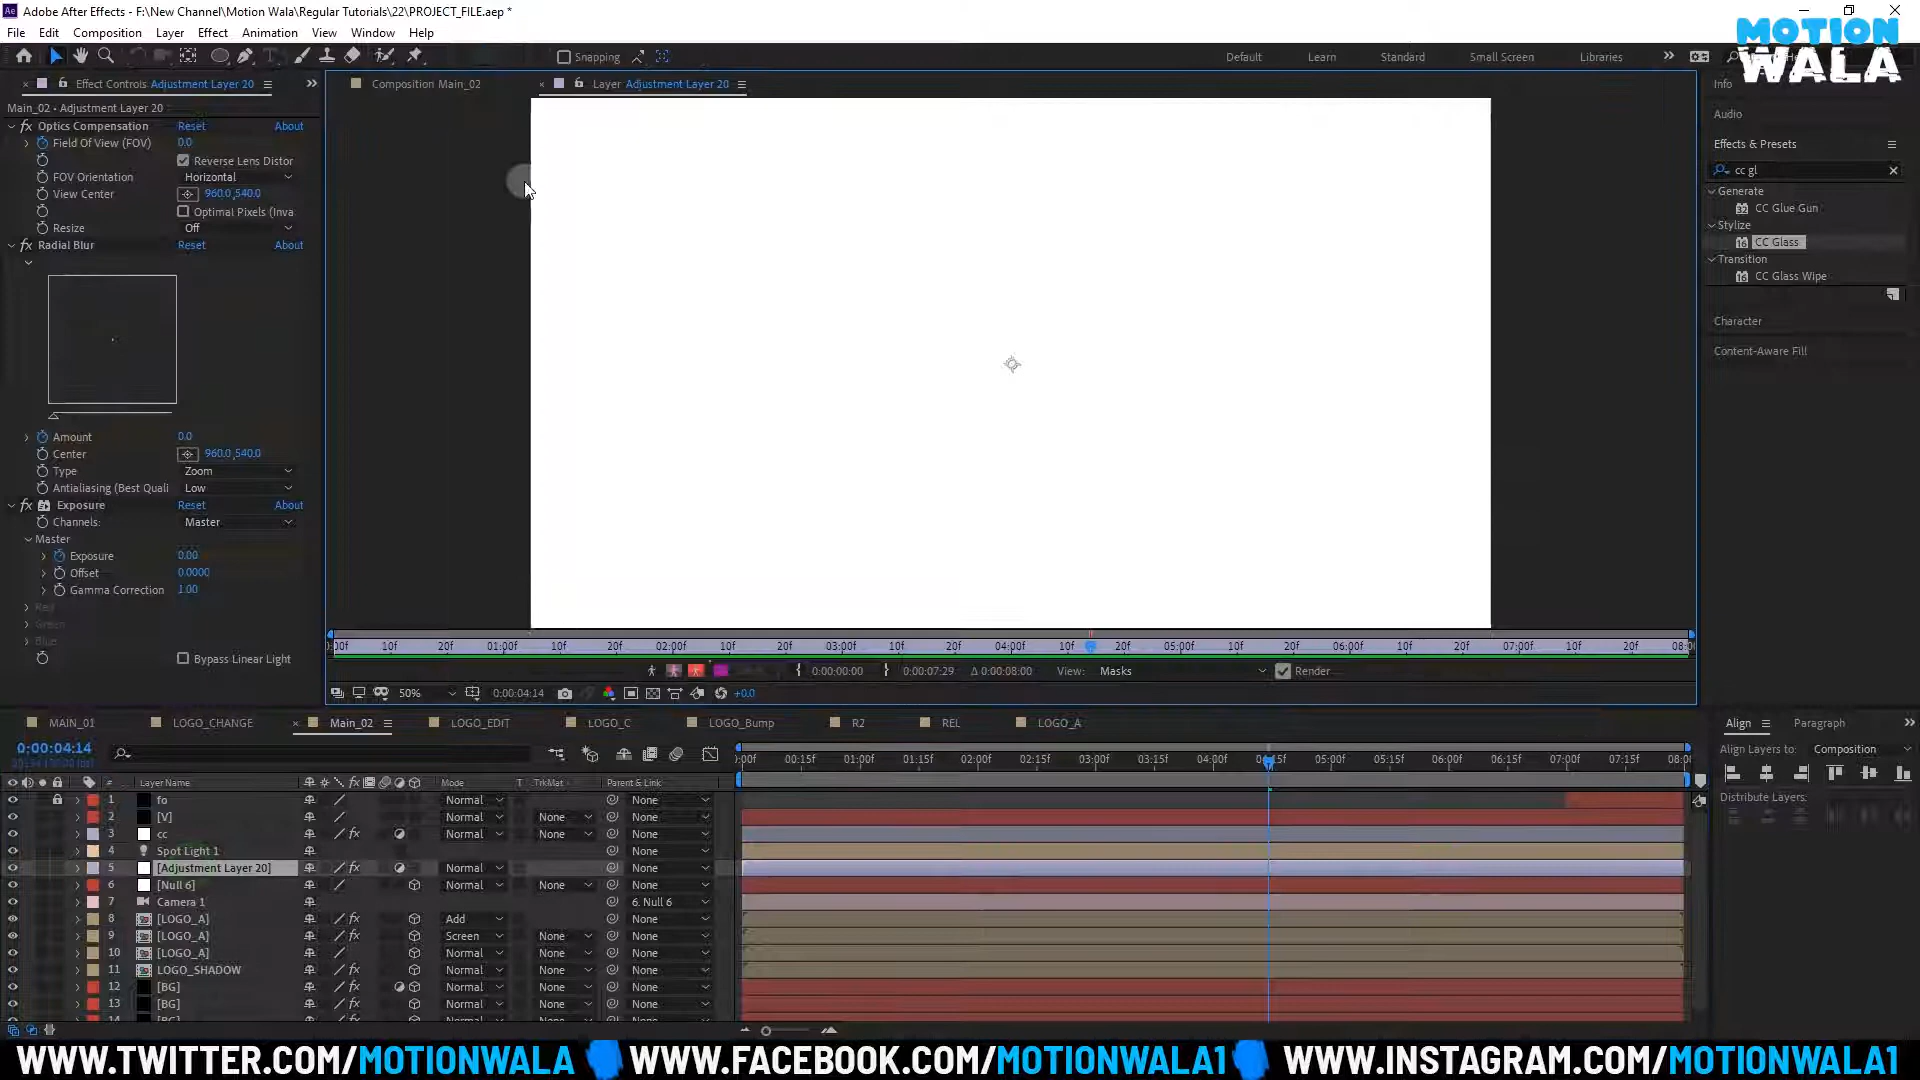 Adobe After Effects - F:\New Channel\Motion Wala\Regular Tutorials\22\PROJECT_FILE.aep *
MOTION
WALA
File Edit Composition Layer Effect Animation View Window Help
Snapping Default Learn Standard Small Screen Libraries
Effect Controls Adjustment Layer 20
Composition Main_02
Layer Adjustment Layer 20
Info
Main_02 • Adjustment Layer 20
Optics Compensation Reset About
Field Of View (FOV) 0.0
Reverse Lens Distor
FOV Orientation Horizontal
View Center 960.0,540.0
Optimal Pixels (Inva
Resize Off
Radial Blur Reset About
Amount 0.0
Center 960.0,540.0
Type Zoom
Antialiasing (Best Quali Low
Exposure Reset About
Channels: Master
Master
Exposure 0.00
Offset 0.0000
Gamma Correction 1.00
Red
Green
Blue
Bypass Linear Light
Audio
Effects & Presets
cc gl
Generate
CC Glue Gun
Stylize
CC Glass
Transition
CC Glass Wipe
Character
Content-Aware Fill
:00f 10f 20f 01:00f 10f 20f 02:00f 10f 20f 03:00f 10f 20f 04:00f 10f 20f 05:00f 10f 20f 06:00f 10f 20f 07:00f 10f 20f 08:0
0:00:00:00 0:00:07:29 Δ 0:00:08:00 View: Masks Render
50% 0:00:04:14 +0.0
MAIN_01 LOGO_CHANGE Main_02 LOGO_EDIT LOGO_C LOGO_Bump R2 REL LOGO_A
Align Paragraph
0:00:04:14
Align Layers to: Composition
Distribute Layers:
:00f 00:15f 01:00f 01:15f 02:00f 02:15f 03:00f 03:15f 04:00f 04:15f 05:00f 05:15f 06:00f 06:15f 07:00f 07:15f 08:0
# Layer Name Mode T TrkMat Parent & Link
1 fo Normal None
2 [V] Normal None None
3 cc Normal None None
4 Spot Light 1 None
5 [Adjustment Layer 20] Normal None
6 [Null 6] Normal None None
7 Camera 1 6. Null 6
8 [LOGO_A] Add None
9 [LOGO_A] Screen None None
10 [LOGO_A] Normal None None
11 LOGO_SHADOW Normal None None
12 [BG] Normal None None
13 [BG] Normal None None
WWW.TWITTER.COM/MOTIONWALA WWW.FACEBOOK.COM/MOTIONWALA1 WWW.INSTAGRAM.COM/MOTIONWALA1